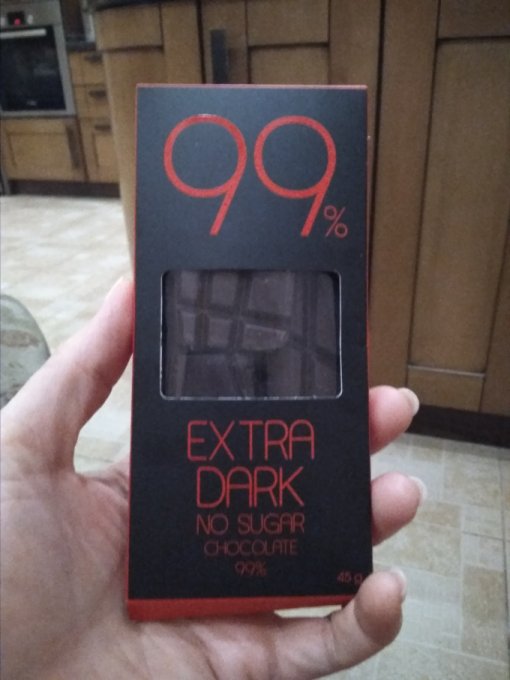 99%
EXTRA
DARK
NO SUGAR
CHOCOLATE
99%
45 g